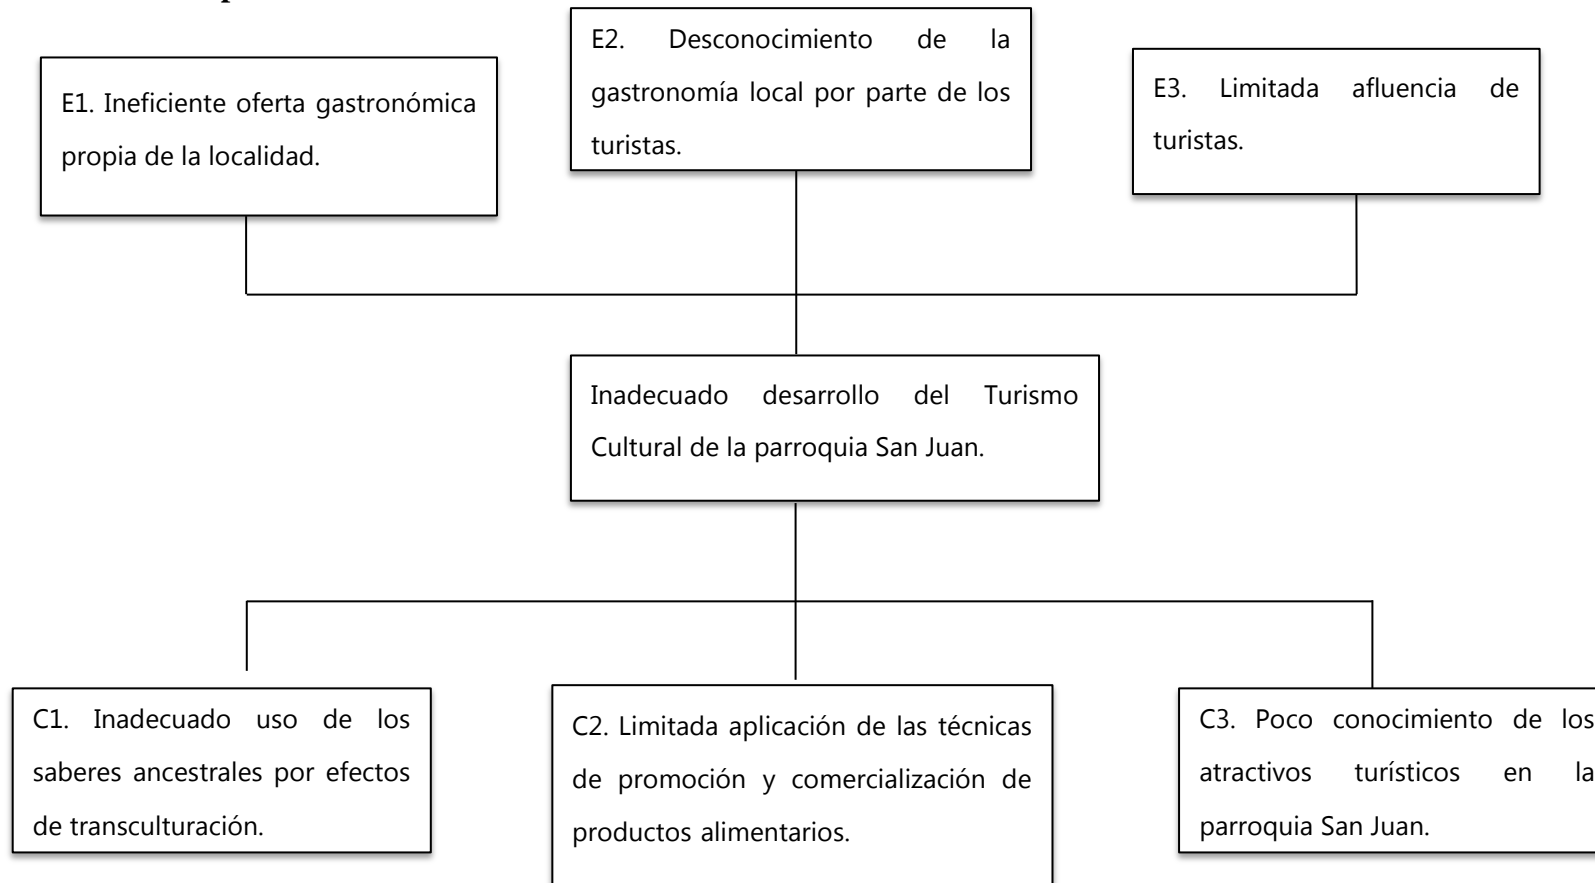 E1. Ineficiente oferta gastronómica
propia de la localidad.
E2. Desconocimiento de la
gastronomía local por parte de los
turistas.
E3. Limitada afluencia de
turistas.
Inadecuado desarrollo del Turismo
Cultural de la parroquia San Juan.
C1. Inadecuado uso de los
saberes ancestrales por efectos
de transculturación.
C2. Limitada aplicación de las técnicas
de promoción y comercialización de
productos alimentarios.
C3. Poco conocimiento de los
atractivos turísticos en la
parroquia San Juan.